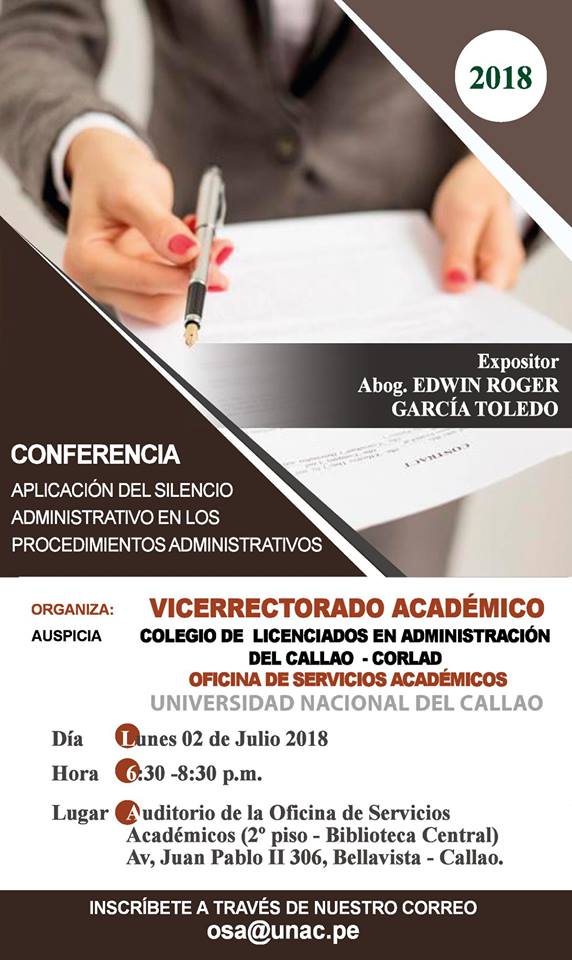 2018
Expositor
Abog. EDWIN ROGER
GARCÍA TOLEDO
CONTRACT
CONFERENCIA
APLICACIÓN DEL SILENCIO
ADMINISTRATIVO EN LOS
PROCEDIMIENTOS ADMINISTRATIVOS
ORGANIZA: VICERRECTORADO ACADÉMICO
AUSPICIA COLEGIO DE LICENCIADOS EN ADMINISTRACIÓN
DEL CALLAO - CORLAD
OFICINA DE SERVICIOS ACADÉMICOS
UNIVERSIDAD NACIONAL DEL CALLAO
Día Lunes 02 de Julio 2018
Hora 6:30 -8:30 p.m.
Lugar Auditorio de la Oficina de Servicios
Académicos (2º piso - Biblioteca Central)
Av, Juan Pablo II 306, Bellavista - Callao.
INSCRÍBETE A TRAVÉS DE NUESTRO CORREO
osa@unac.pe